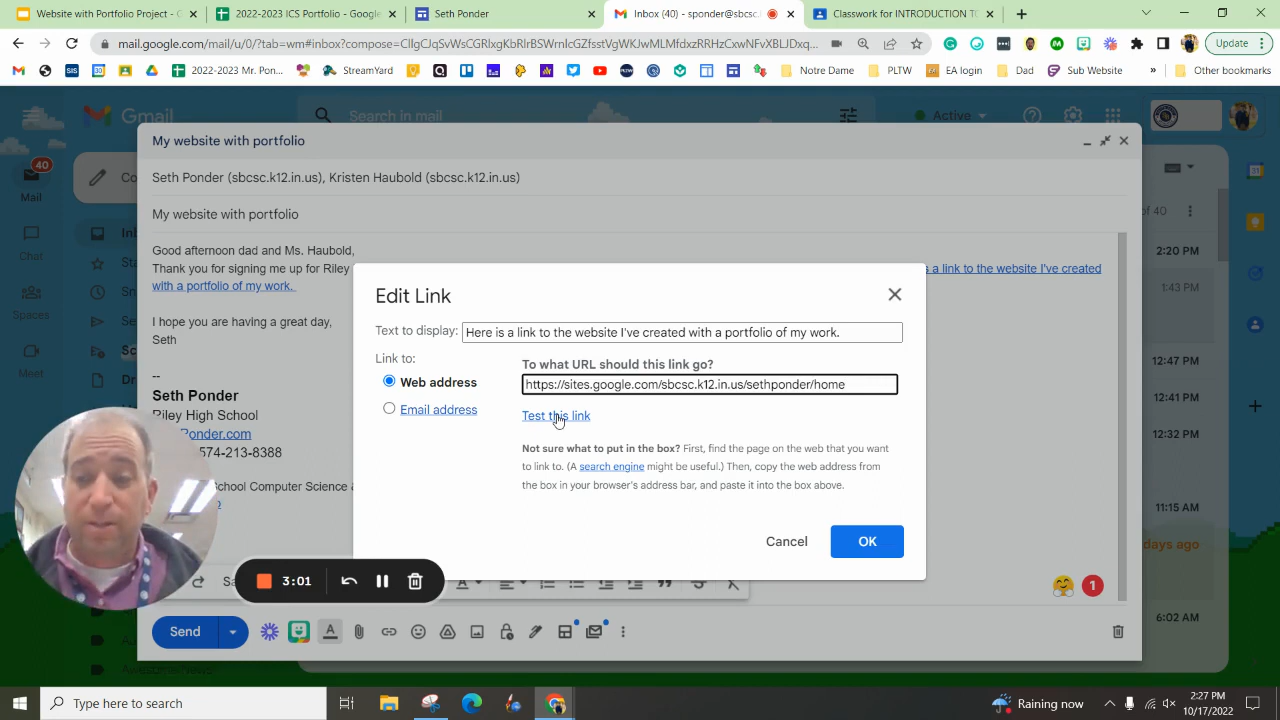 Website with Portfolio Project - G
2022-2023 ICS Portfolio - Google
Seth Ponder
Inbox (40) - sponder@sbcsc.
Classwork for INTRODUCTION TO
mail.google.com/mail/u/0/?tab=wm#inbox?compose=
Update
SIS
2022-2023 Mr. Pon...
StreamYard
PLTW
Notre Dame
PLTW
EA login
Dad
Sub Website
Other bookmarks
Gmail
Search in mail
Active
My website with portfolio
40
Mail
Seth Ponder (sbcsc.k12.in.us), Kristen Haubold (sbcsc.k12.in.us)
My website with portfolio
of 40
Chat
Spaces
Meet
Good afternoon dad and Ms. Haubold,
Thank you for signing me up for Riley
a link to the website I've created
with a portfolio of my work.
I hope you are having a great day,
Seth
--
Seth Ponder
Riley High School
Ponder.com
574-213-8388
School Computer Science
2:20 PM
1:43 PM
12:47 PM
12:41 PM
12:32 PM
11:15 AM
days ago
6:02 AM
Edit Link
Text to display: Here is a link to the website I've created with a portfolio of my work.
Link to:
To what URL should this link go?
Web address
https://sites.google.com/sbcsc.k12.in.us/sethponder/home
Email address
Test this link
Not sure what to put in the box? First, find the page on the web that you want
to link to. (A search engine might be useful.) Then, copy the web address from
the box in your browser's address bar, and paste it into the box above.
Cancel
OK
3:01
1
Send
Type here to search
Raining now
2:27 PM
10/17/2022